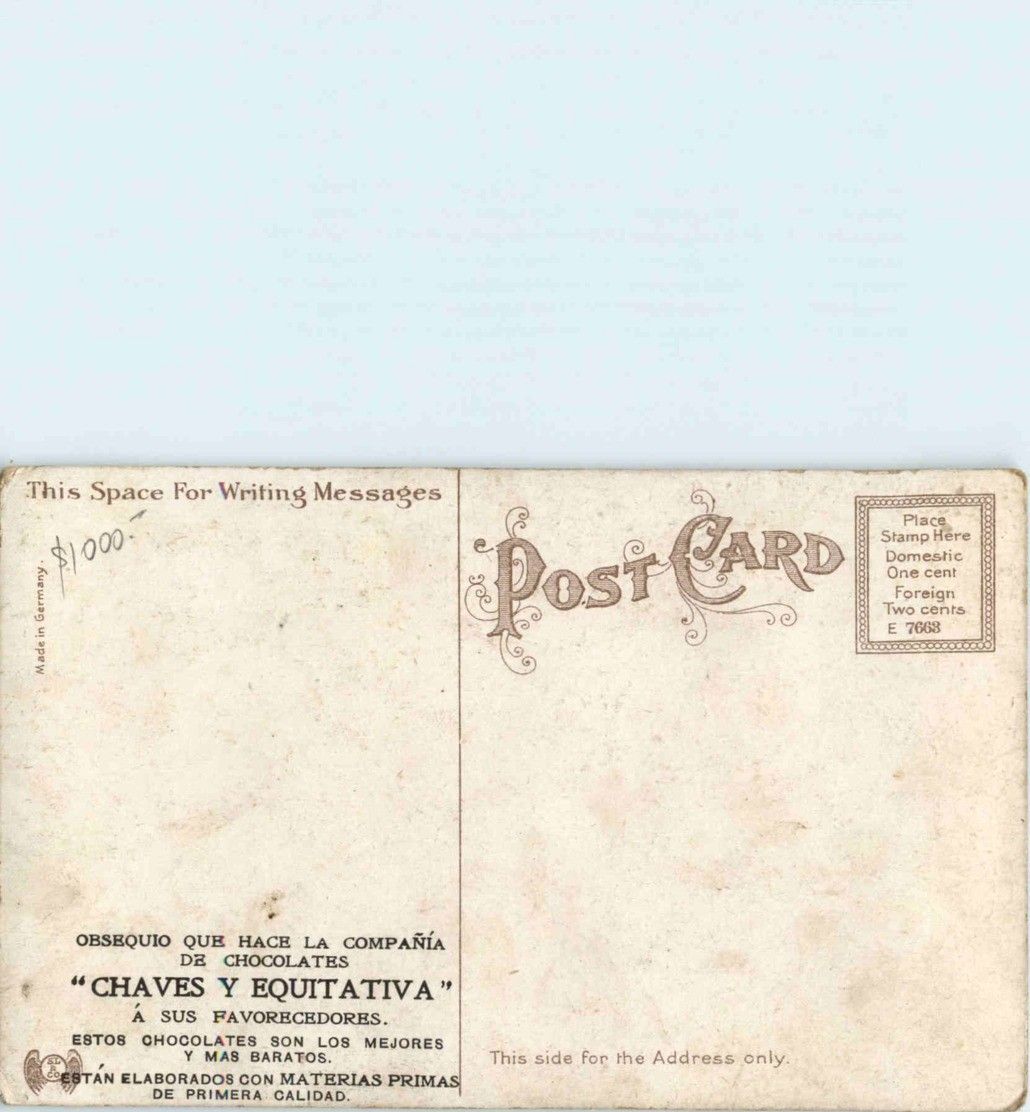 This Space For Writing Messages
$1000.-
Made in Germany.
POST CARD
Place
Stamp Here
Domestic
One cent
Foreign
Two cents
E 7663
OBSEQUIO QUE HACE LA COMPAÑÍA
DE CHOCOLATES
"CHAVES Y EQUITATIVA"
Á SUS FAVORECEDORES.
ESTOS CHOCOLATES SON LOS MEJORES
Y MAS BARATOS.
ESTÁN ELABORADOS CON MATERIAS PRIMAS
DE PRIMERA CALIDAD.
This side for the Address only.